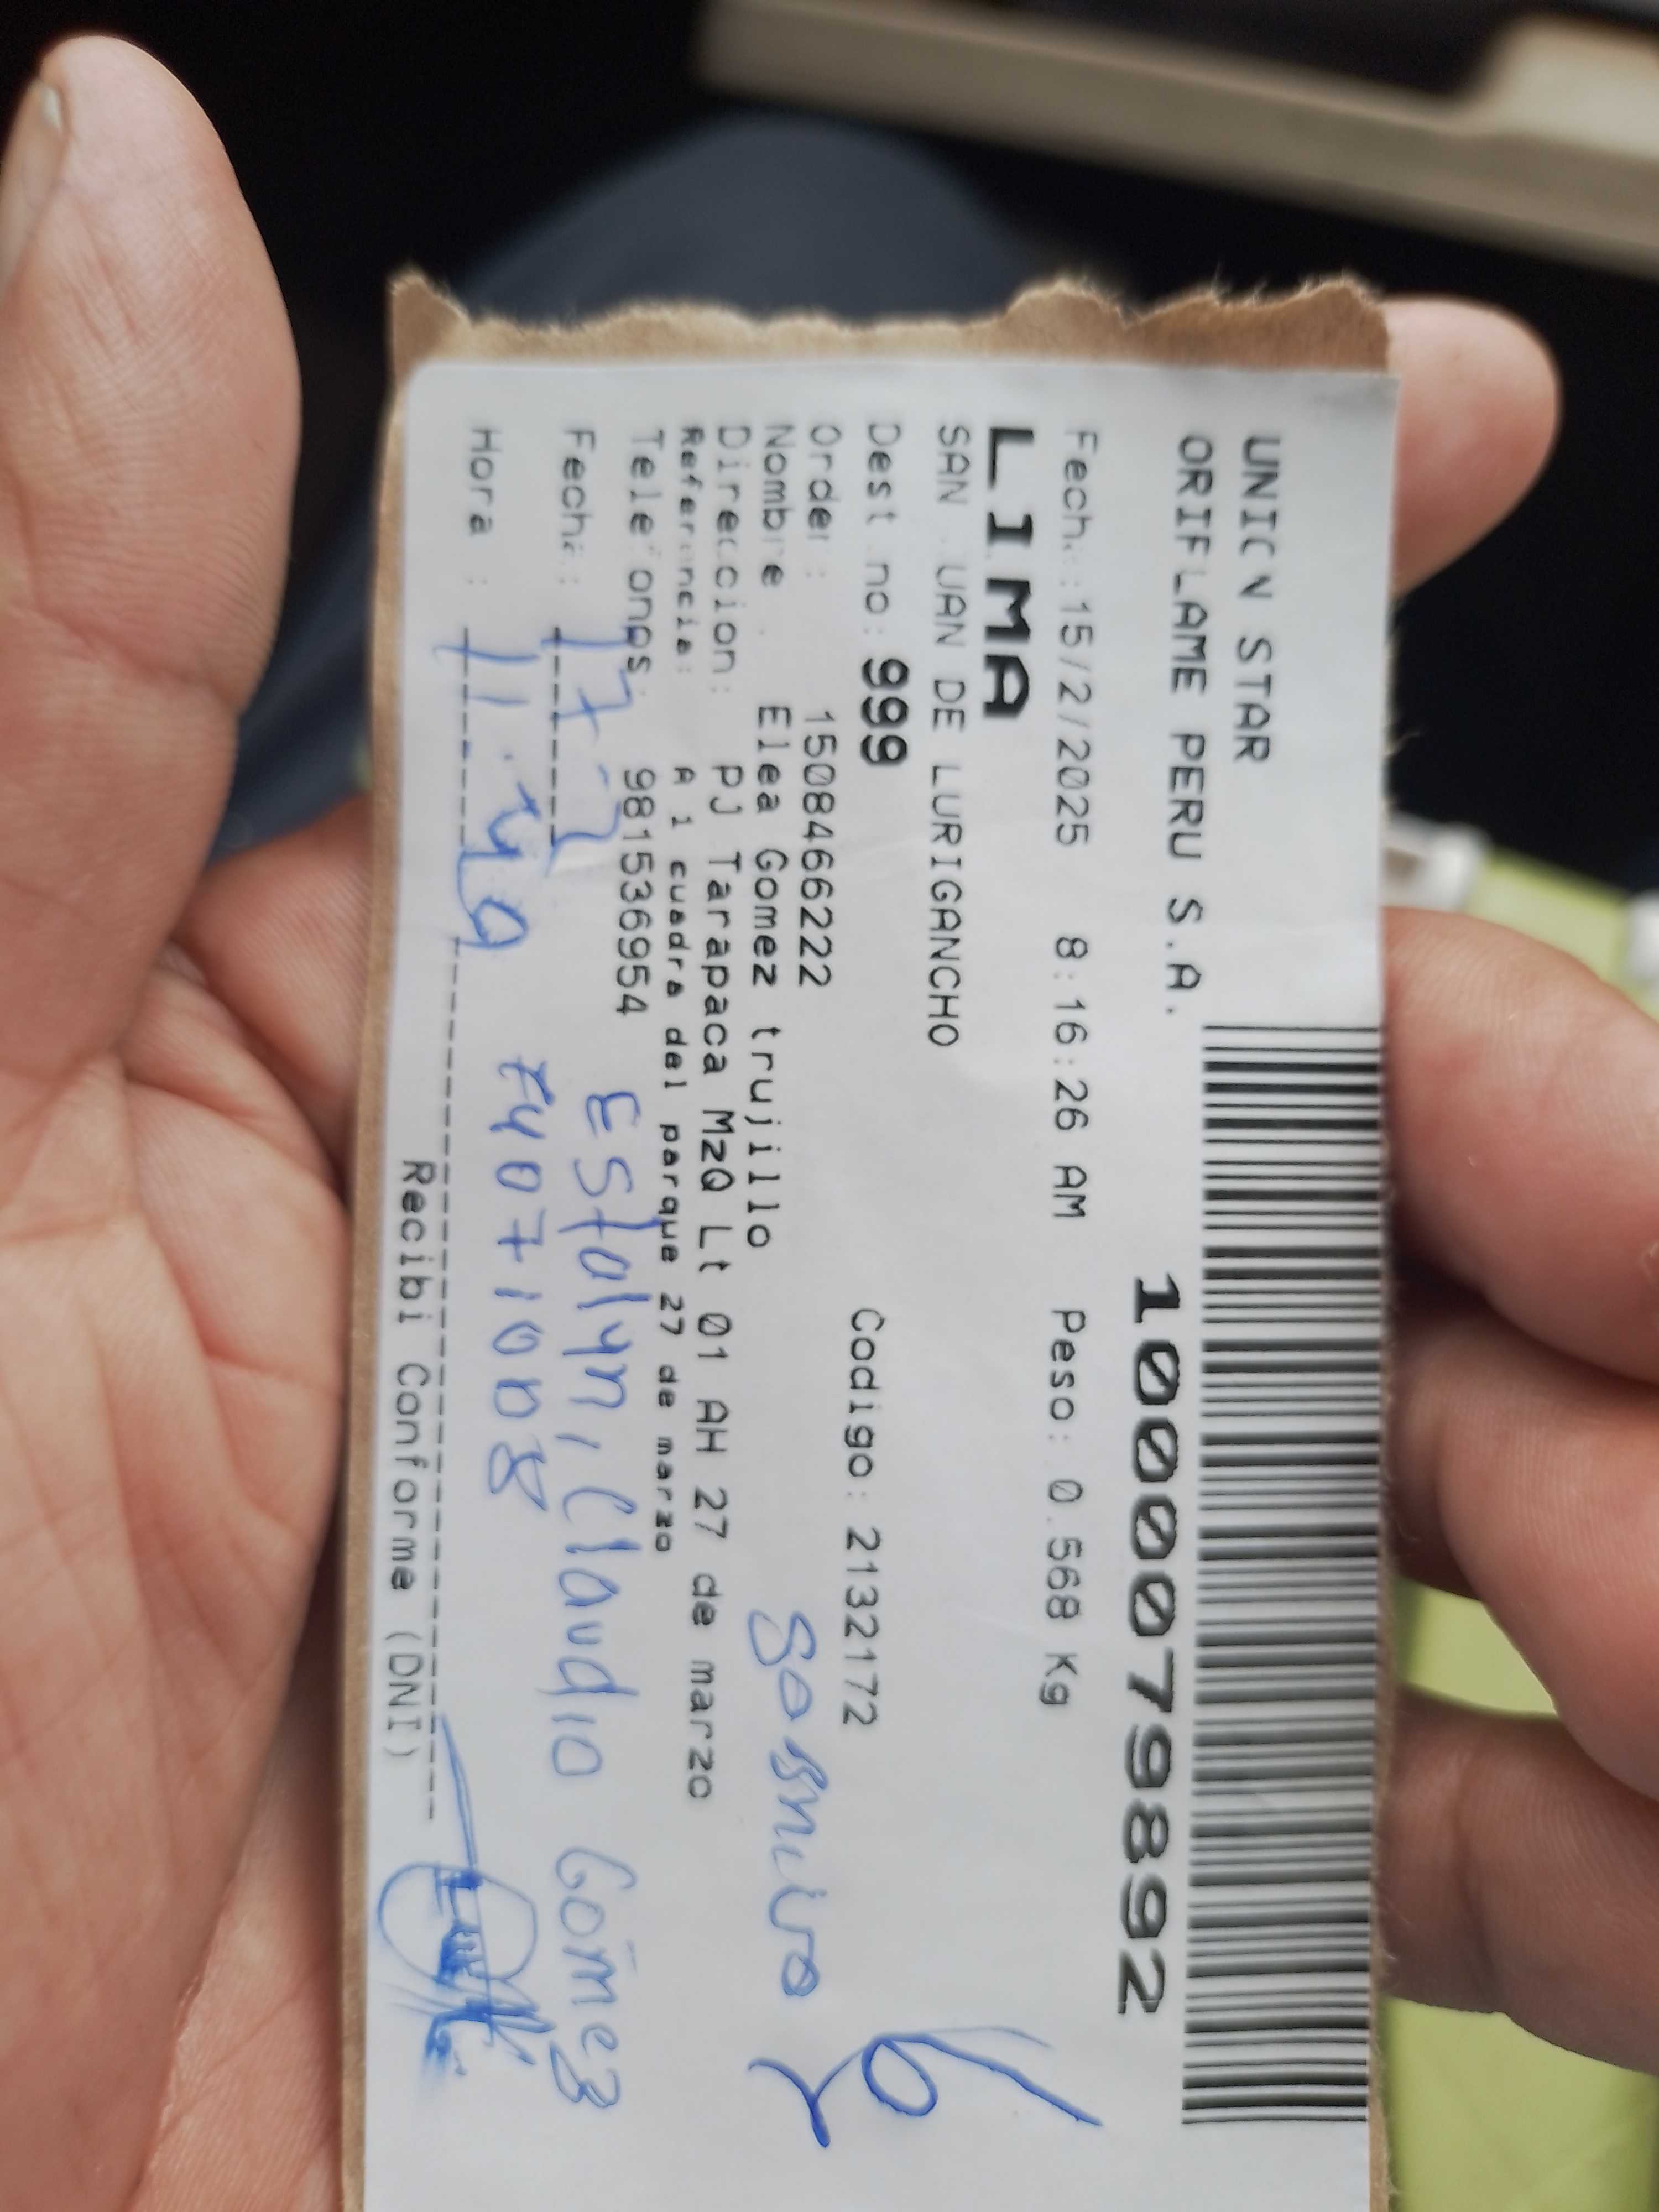 UNION STAR
ORIFLAME PERU S.A.
1000798892
Fecha:15/2/2025 8:16:26 AM Peso: 0.568 Kg
LIMA
SAN JUAN DE LURIGANCHO
Dest no: 999 Codigo: 2132172
Order : 1508466222
Nombre : Elea Gomez trujillo
Direccion: PJ Tarapaca MzQ Lt 01 AH 27 de marzo
Referencia: A 1 cuadra del parque 27 de marzo
Telefonos: 981536954
Estalyn, Claudio Gomez
Fecha: 17-2
74071008
Hora : 11.49
Recibi Conforme (DNI)